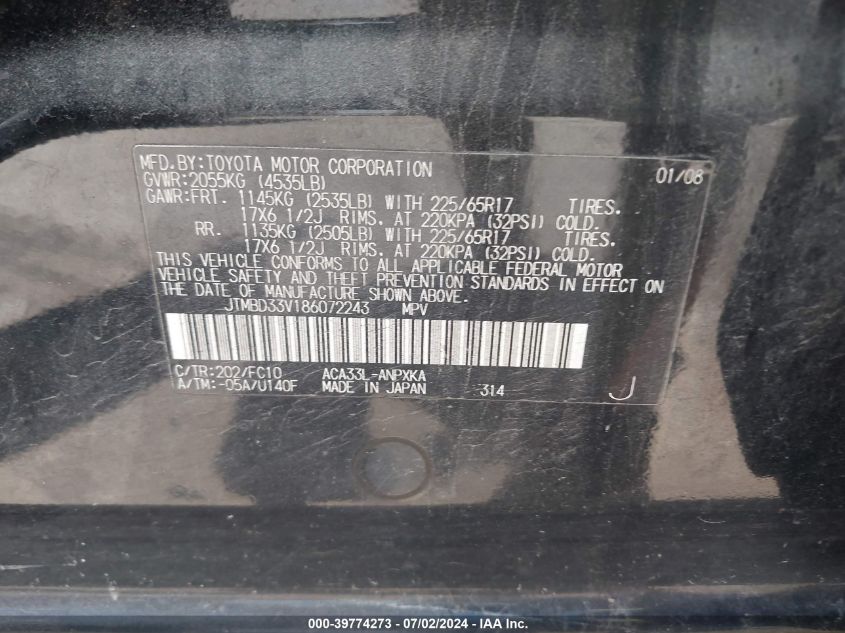 MFD.BY:TOYOTA MOTOR CORPORATION 01/08
GVWR:2055KG (4535LB)
GAWR:FRT. 1145KG (2535LB) WITH 225/65R17 TIRES.
17X6 1/2J RIMS. AT 220KPA (32PSI) COLD.
RR. 1135KG (2505LB) WITH 225/65R17 TIRES.
17X6 1/2J RIMS. AT 220KPA (32PSI) COLD.
THIS VEHICLE CONFORMS TO ALL APPLICABLE FEDERAL MOTOR
VEHICLE SAFETY AND THEFT PREVENTION STANDARDS IN EFFECT ON
THE DATE OF MANUFACTURE SHOWN ABOVE.
JTMBD33V186072243 MPV
C/TR:202/FC10 ACA33L-ANPXKA
A/TM:-05A/U140F MADE IN JAPAN 314 J
000-39774273 - 07/02/2024 - IAA Inc.